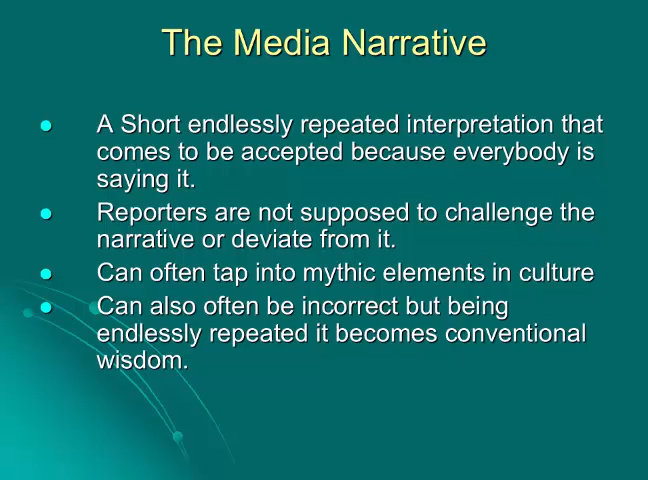 The Media Narrative
A Short endlessly repeated interpretation that
comes to be accepted because everybody is
saying it.
Reporters are not supposed to challenge the
narrative or deviate from it.
Can often tap into mythic elements in culture
Can also often be incorrect but being
endlessly repeated it becomes conventional
wisdom.